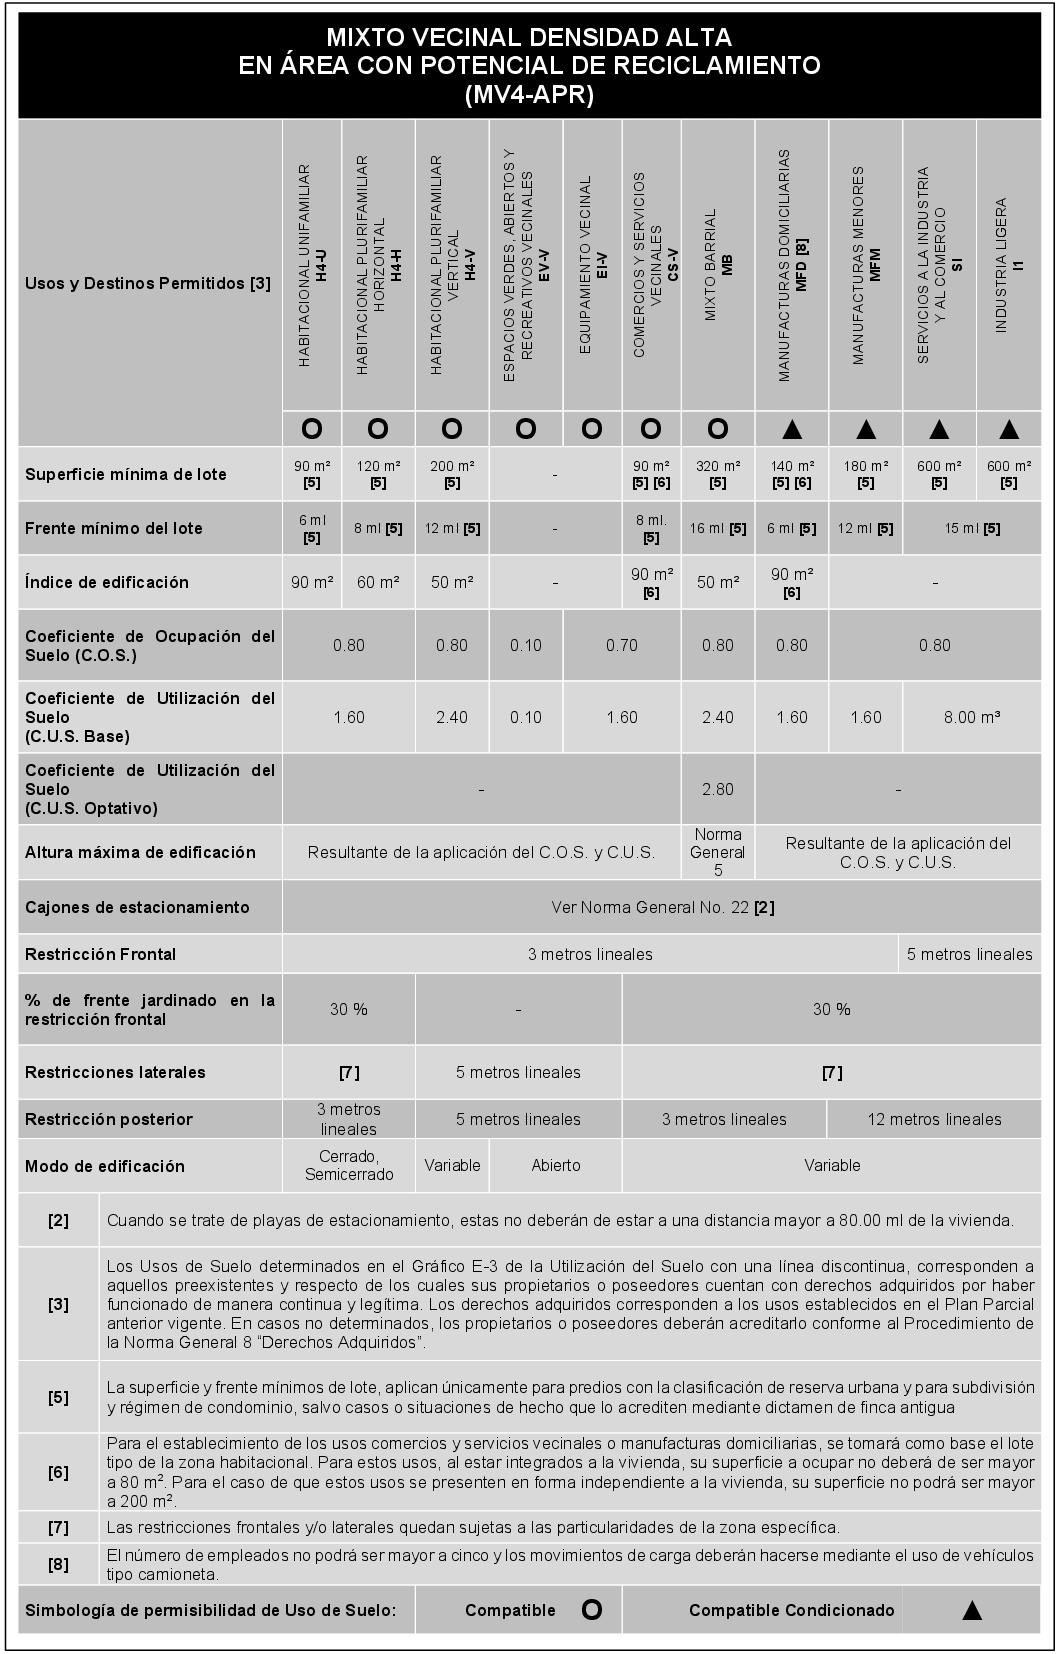 MIXTO VECINAL DENSIDAD ALTA
EN ÁREA CON POTENCIAL DE RECICLAMIENTO
(MV4-APR)
Usos y Destinos Permitidos [3]
HABITACIONAL UNIFAMILIAR
H4-U
HABITACIONAL PLURIFAMILIAR
HORIZONTAL
H4-H
HABITACIONAL PLURIFAMILIAR
VERTICAL
H4-V
ESPACIOS VERDES, ABIERTOS Y
RECREATIVOS VECINALES
EV-V
EQUIPAMIENTO VECINAL
EI-V
COMERCIOS Y SERVICIOS
VECINALES
CS-V
MIXTO BARRIAL
MB
MANUFACTURAS DOMICILIARIAS
MFD [8]
MANUFACTURAS MENORES
MFM
SERVICIOS A LA INDUSTRIA
Y AL COMERCIO
SI
INDUSTRIA LIGERA
I1
O O O O O O O ▲ ▲ ▲ ▲
Superficie mínima de lote
90 m² [5]
120 m² [5]
200 m² [5]
-
90 m² [5] [6]
320 m² [5]
140 m² [5] [6]
180 m² [5]
600 m² [5]
600 m² [5]
Frente mínimo del lote
6 ml [5]
8 ml [5]
12 ml [5]
-
8 ml. [5]
16 ml [5]
6 ml [5]
12 ml [5]
15 ml [5]
Índice de edificación
90 m²
60 m²
50 m²
-
90 m² [6]
50 m²
90 m² [6]
-
Coeficiente de Ocupación del
Suelo (C.O.S.)
0.80
0.80
0.10
0.70
0.80
0.80
0.80
Coeficiente de Utilización del
Suelo
(C.U.S. Base)
1.60
2.40
0.10
1.60
2.40
1.60
1.60
8.00 m³
Coeficiente de Utilización del
Suelo
(C.U.S. Optativo)
-
2.80
-
Altura máxima de edificación
Resultante de la aplicación del C.O.S. y C.U.S.
Norma
General
5
Resultante de la aplicación del
C.O.S. y C.U.S.
Cajones de estacionamiento
Ver Norma General No. 22 [2]
Restricción Frontal
3 metros lineales
5 metros lineales
% de frente jardinado en la
restricción frontal
30 %
-
30 %
Restricciones laterales
[7]
5 metros lineales
[7]
Restricción posterior
3 metros
lineales
5 metros lineales
3 metros lineales
12 metros lineales
Modo de edificación
Cerrado,
Semicerrado
Variable
Abierto
Variable
[2] Cuando se trate de playas de estacionamiento, estas no deberán de estar a una distancia mayor a 80.00 ml de la vivienda.
[3] Los Usos de Suelo determinados en el Gráfico E-3 de la Utilización del Suelo con una línea discontinua, corresponden a
aquellos preexistentes y respecto de los cuales sus propietarios o poseedores cuentan con derechos adquiridos por haber
funcionado de manera continua y legítima. Los derechos adquiridos corresponden a los usos establecidos en el Plan Parcial
anterior vigente. En casos no determinados, los propietarios o poseedores deberán acreditarlo conforme al Procedimiento de
la Norma General 8 “Derechos Adquiridos”.
[5] La superficie y frente mínimos de lote, aplican únicamente para predios con la clasificación de reserva urbana y para subdivisión
y régimen de condominio, salvo casos o situaciones de hecho que lo acrediten mediante dictamen de finca antigua
[6] Para el establecimiento de los usos comercios y servicios vecinales o manufacturas domiciliarias, se tomará como base el lote
tipo de la zona habitacional. Para estos usos, al estar integrados a la vivienda, su superficie a ocupar no deberá de ser mayor
a 80 m². Para el caso de que estos usos se presenten en forma independiente a la vivienda, su superficie no podrá ser mayor
a 200 m².
[7] Las restricciones frontales y/o laterales quedan sujetas a las particularidades de la zona específica.
[8] El número de empleados no podrá ser mayor a cinco y los movimientos de carga deberán hacerse mediante el uso de vehículos
tipo camioneta.
Simbología de permisibilidad de Uso de Suelo: Compatible O Compatible Condicionado ▲